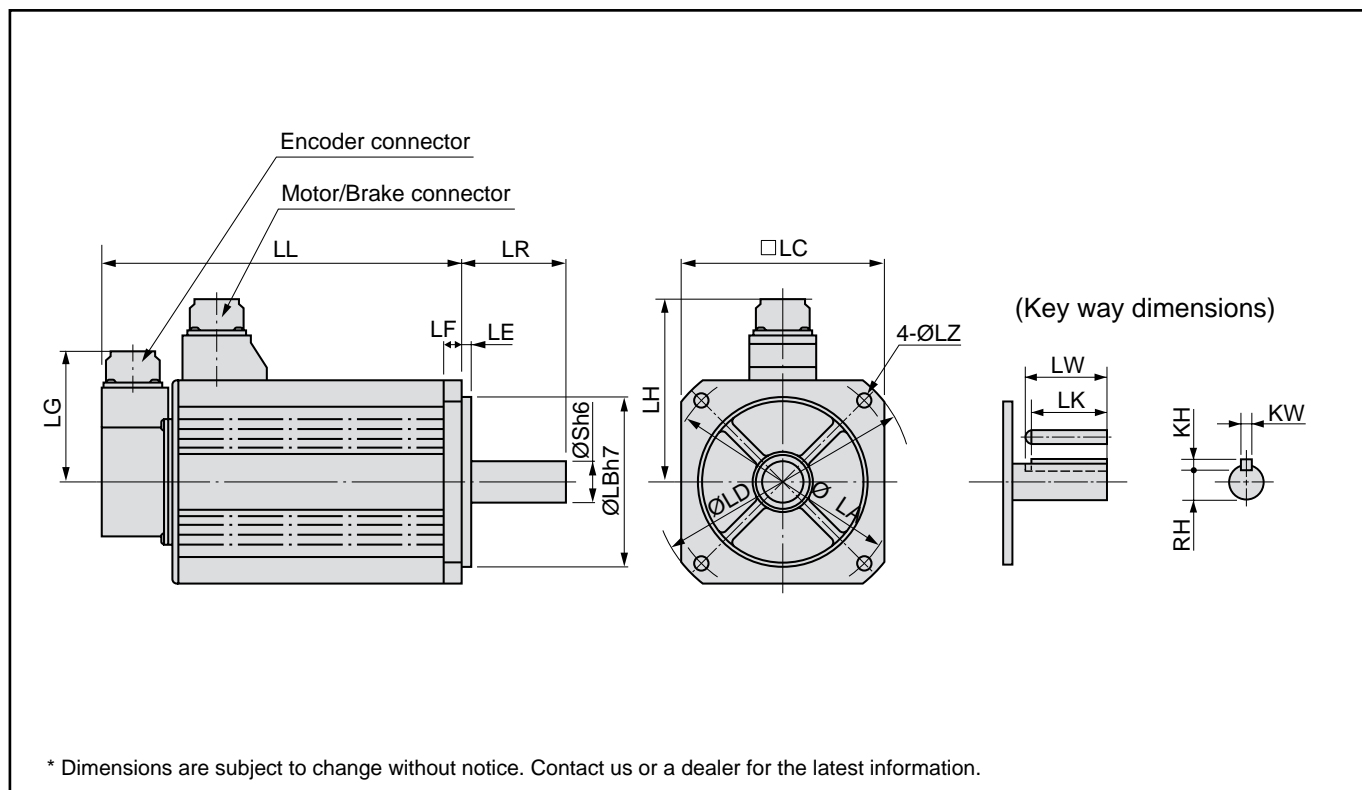 Encoder connector
Motor/Brake connector
LL
LR
□LC
(Key way dimensions)
LF
LE
4-ØLZ
LW
LK
LG
LH
KH
KW
ØSh6
ØLBh7
ØLD
Ø LA
RH
* Dimensions are subject to change without notice. Contact us or a dealer for the latest information.